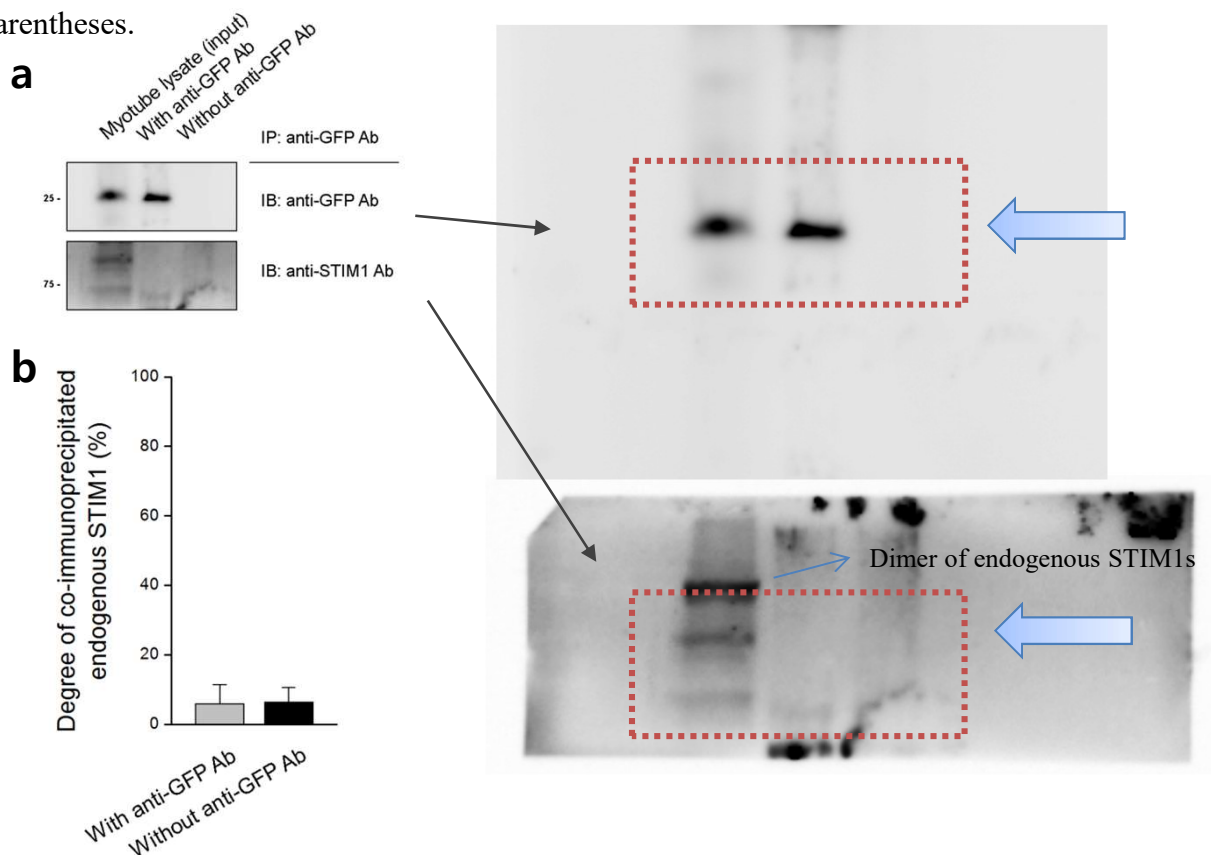 arentheses.
a
Myotube lysate (input)
With anti-GFP Ab
Without anti-GFP Ab
IP: anti-GFP Ab
25 -
IB: anti-GFP Ab
75 -
IB: anti-STIM1 Ab
Dimer of endogenous STIM1s
b
Degree of co-immunoprecipitated
endogenous STIM1 (%)
100
80
60
40
20
0
With anti-GFP Ab
Without anti-GFP Ab